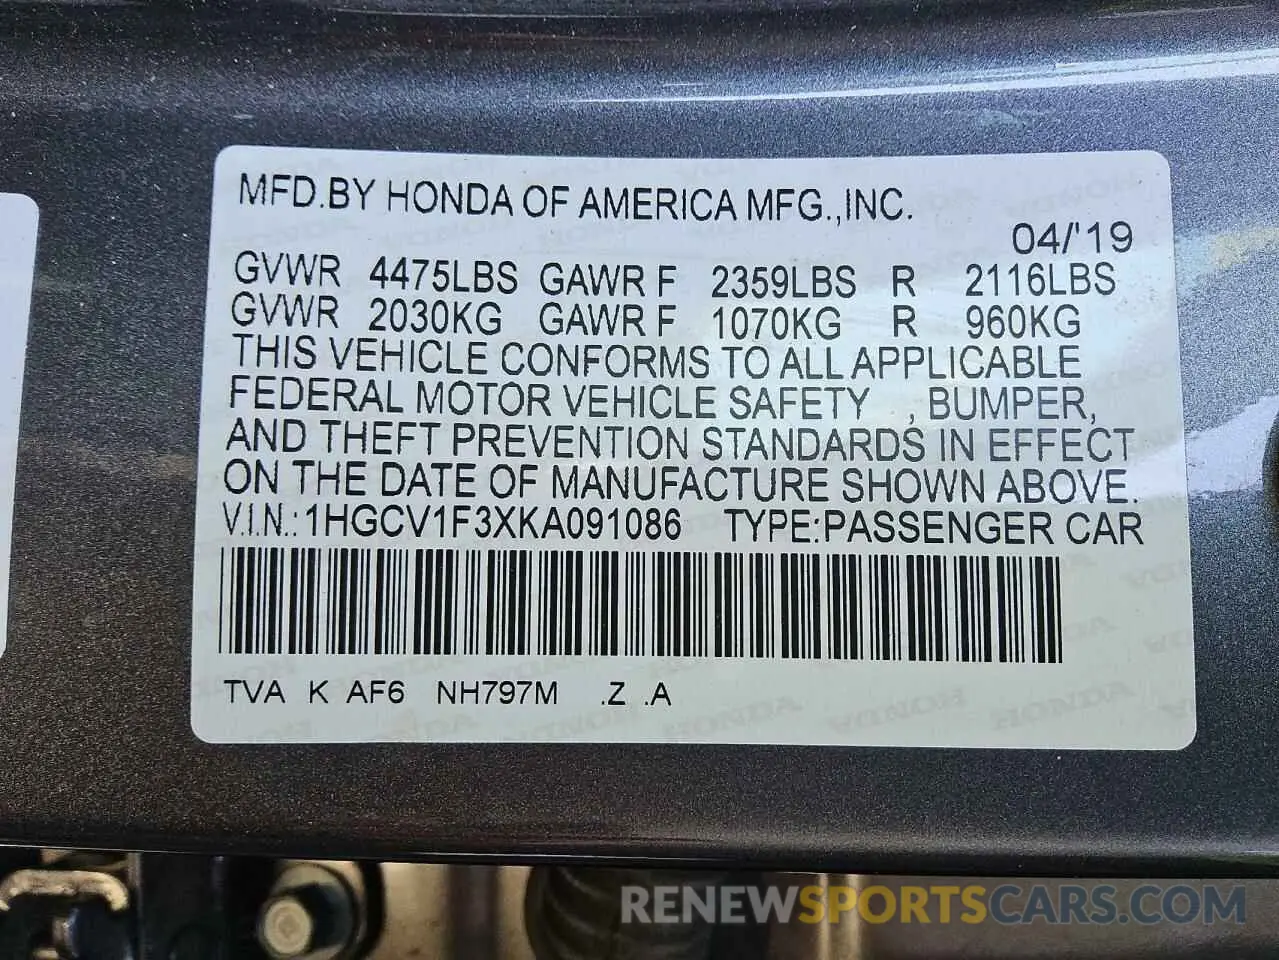 MFD.BY HONDA OF AMERICA MFG.,INC.
04/'19
GVWR 4475LBS GAWR F 2359LBS R 2116LBS
GVWR 2030KG GAWR F 1070KG R 960KG
THIS VEHICLE CONFORMS TO ALL APPLICABLE
FEDERAL MOTOR VEHICLE SAFETY , BUMPER,
AND THEFT PREVENTION STANDARDS IN EFFECT
ON THE DATE OF MANUFACTURE SHOWN ABOVE.
V.I.N.:1HGCV1F3XKA091086 TYPE:PASSENGER CAR
TVA K AF6 NH797M .Z .A
RENEWSPORTSCARS.COM